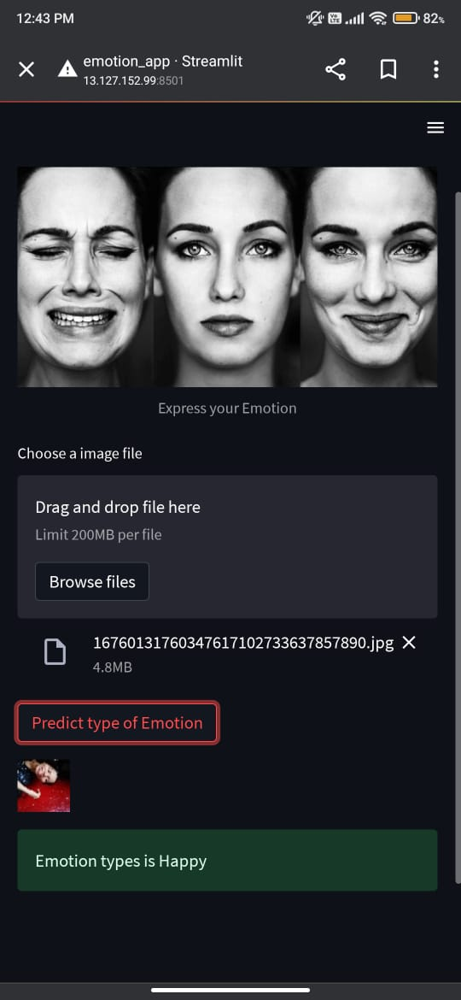 12:43 PM
Vo
LTE
82%
emotion_app · Streamlit
13.127.152.99:8501
Express your Emotion
Choose a image file
Drag and drop file here
Limit 200MB per file
Browse files
16760131760347617102733637857890.jpg
4.8MB
Predict type of Emotion
Emotion types is Happy